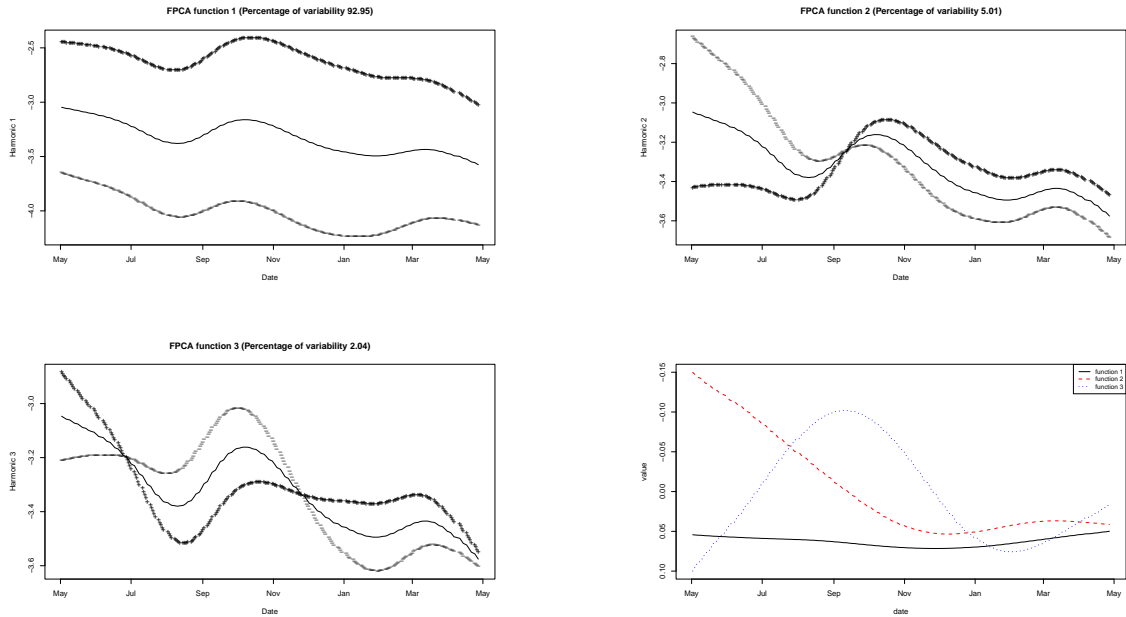 FPCA function 1 (Percentage of variability 92.95)
Harmonic 1
-2.5
-3.0
-3.5
-4.0
May Jul Sep Nov Jan Mar May
Date
FPCA function 2 (Percentage of variability 5.01)
Harmonic 2
-2.8
-3.0
-3.2
-3.4
-3.6
May Jul Sep Nov Jan Mar May
Date
FPCA function 3 (Percentage of variability 2.04)
Harmonic 3
-3.0
-3.2
-3.4
-3.6
May Jul Sep Nov Jan Mar May
Date
function 1
function 2
function 3
value
-0.15
-0.10
-0.05
0.00
0.05
0.10
May Jul Sep Nov Jan Mar May
date